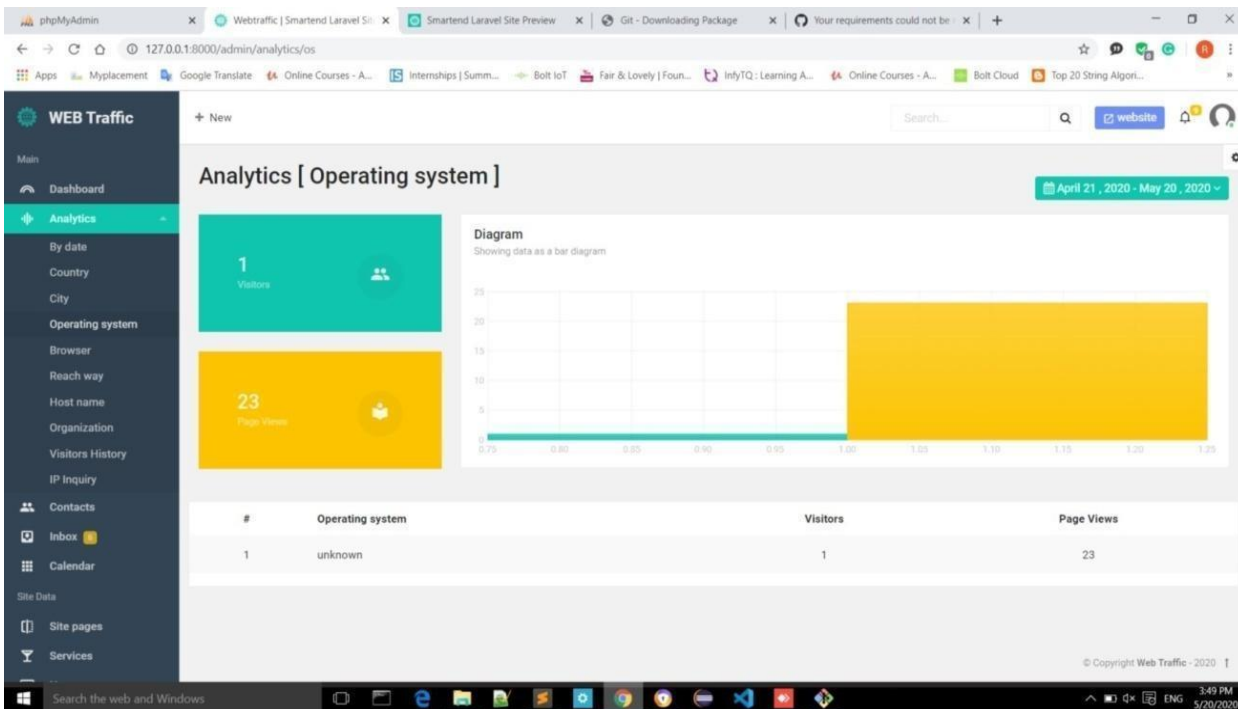 phpMyAdmin
Webtraffic | Smartend Laravel Sit
Smartend Laravel Site Preview
Git - Downloading Package
Your requirements could not be
127.0.0.1:8000/admin/analytics/os
Apps
Myplacement
Google Translate
Online Courses - A...
Internships | Summ...
Bolt IoT
Fair & Lovely | Foun...
InfyTQ : Learning A...
Online Courses - A...
Bolt Cloud
Top 20 String Algori...
WEB Traffic
+ New
Search...
website
Main
Dashboard
Analytics
By date
Country
City
Operating system
Browser
Reach way
Host name
Organization
Visitors History
IP Inquiry
Contacts
Inbox
Calendar
Site Data
Site pages
Services
Analytics [ Operating system ]
April 21 , 2020 - May 20 , 2020
1
Visitors
23
Page Views
Diagram
Showing data as a bar diagram
25
20
15
10
5
0
0.75 0.80 0.85 0.90 0.95 1.00 1.05 1.10 1.15 1.20 1.25
# Operating system Visitors Page Views
1 unknown 1 23
© Copyright Web Traffic - 2020
Search the web and Windows
ENG
3:49 PM
5/20/2020